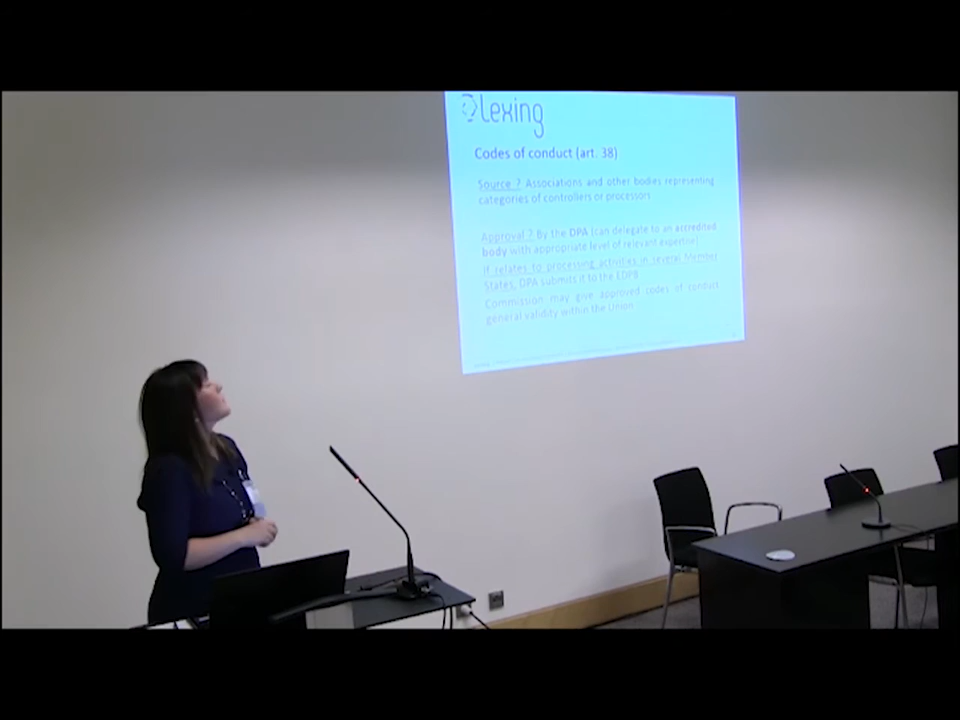 Lexing
Codes of conduct (art. 38)
Source ? Associations and other bodies representing
categories of controllers or processors
Approval ? By the DPA (can delegate to an accredited
body with appropriate level of relevant expertise)
If relates to processing activities in several Member
States, DPA submits it to the EDPB
Commission may give approved codes of conduct
general validity within the Union